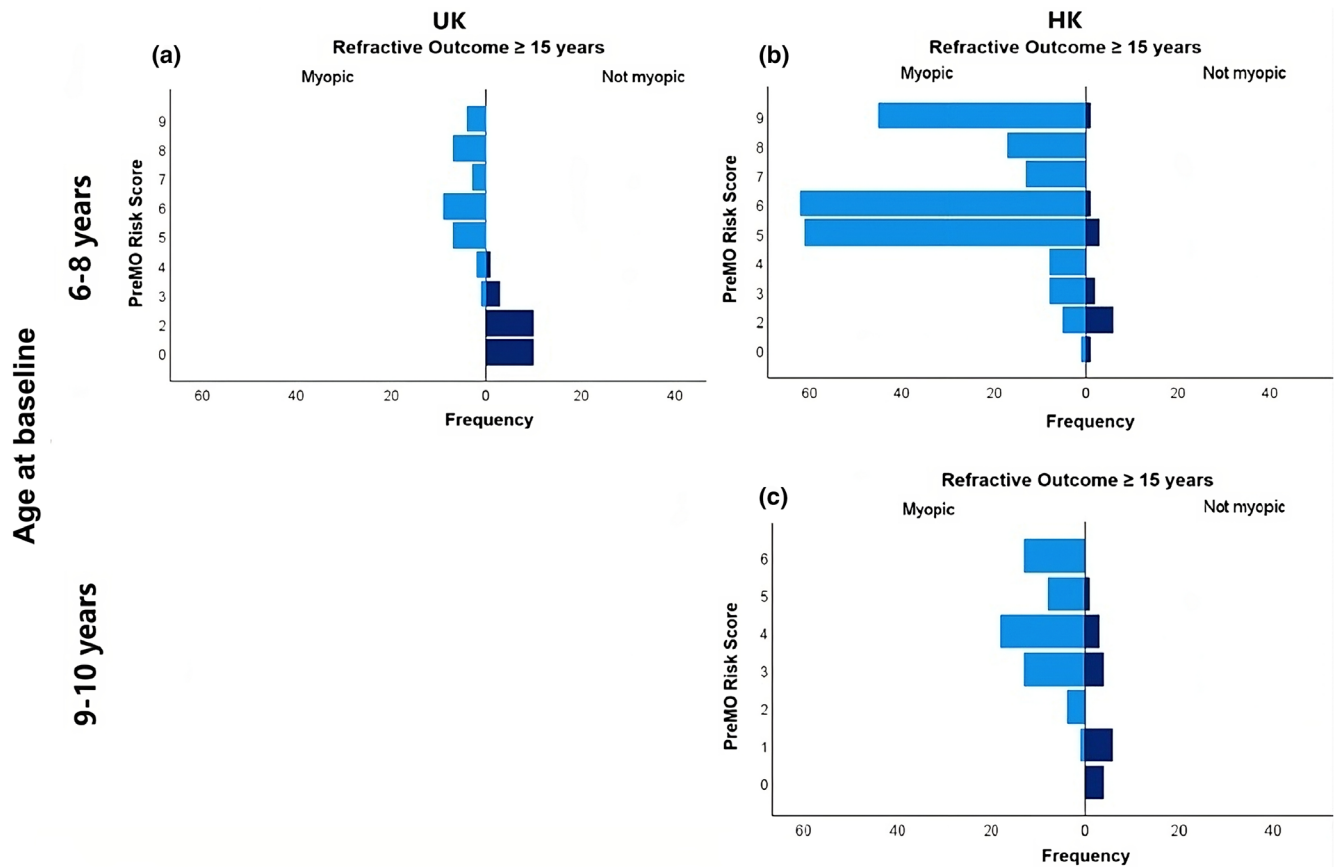 UK
Refractive Outcome ≥ 15 years
(a)
Myopic
Not myopic
9
8
7
6
5
4
3
2
0
PreMO Risk Score
60
40
20
0
20
40
Frequency
HK
Refractive Outcome ≥ 15 years
(b)
Myopic
Not myopic
9
8
7
6
5
4
3
2
0
PreMO Risk Score
60
40
20
0
20
40
Frequency
6-8 years
Age at baseline
9-10 years
Refractive Outcome ≥ 15 years
(c)
Myopic
Not myopic
6
5
4
3
2
1
0
PreMO Risk Score
60
40
20
0
20
40
Frequency